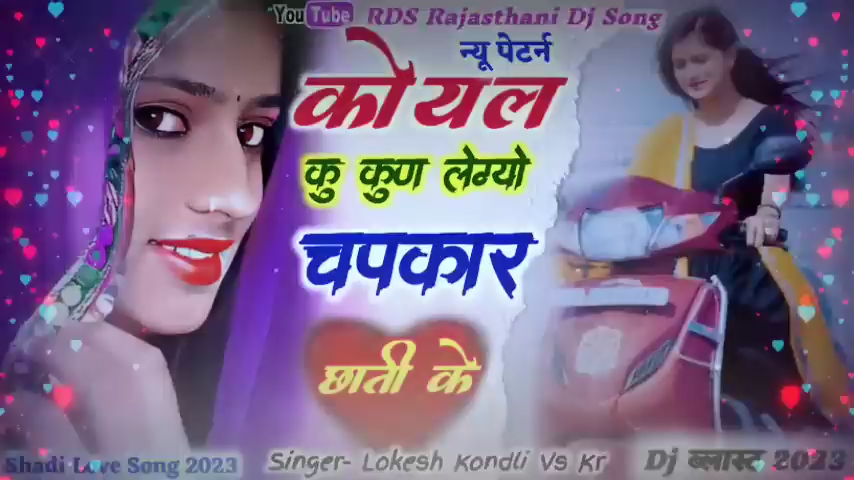 YouTube RDS Rajasthani Dj Song
न्यू पेटर्न
कोयल
कु कुण लेग्यो
चपकार
छाती के
Shadi Love Song 2023
Singer- Lokesh Kondli Vs Kr
Dj ब्लास्ट 2023